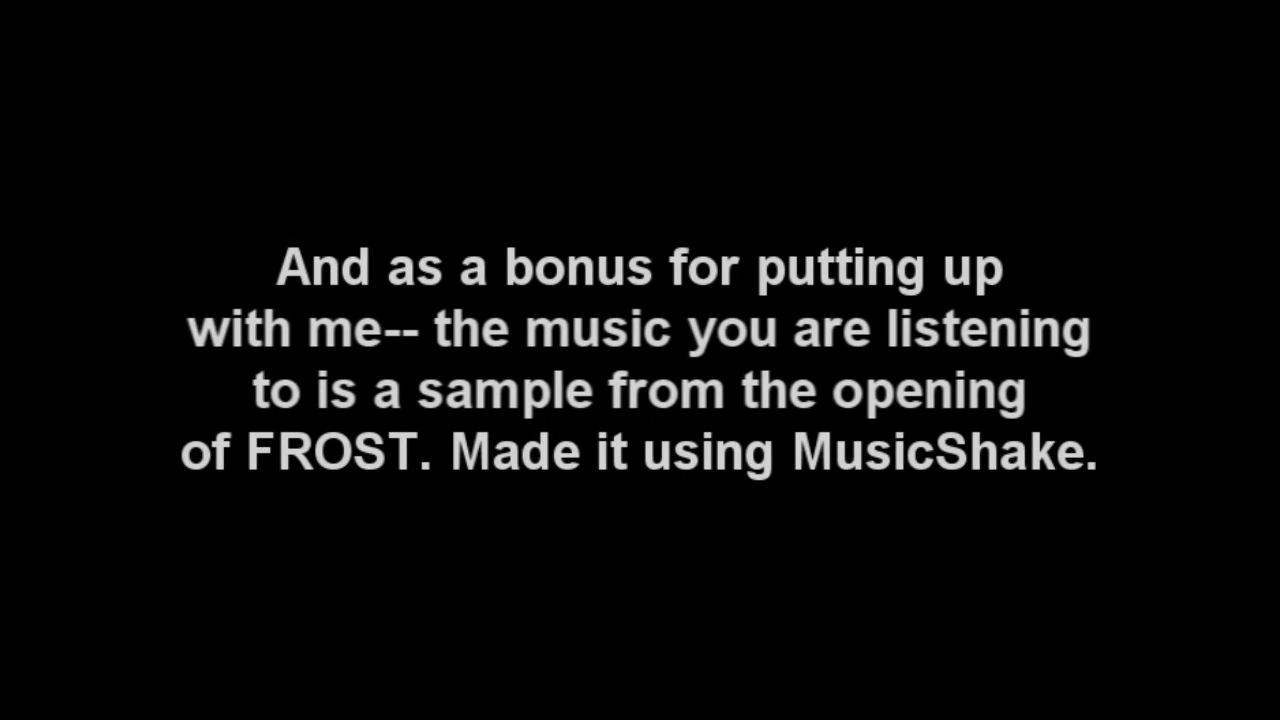 And as a bonus for putting up
with me-- the music you are listening
to is a sample from the opening
of FROST. Made it using MusicShake.